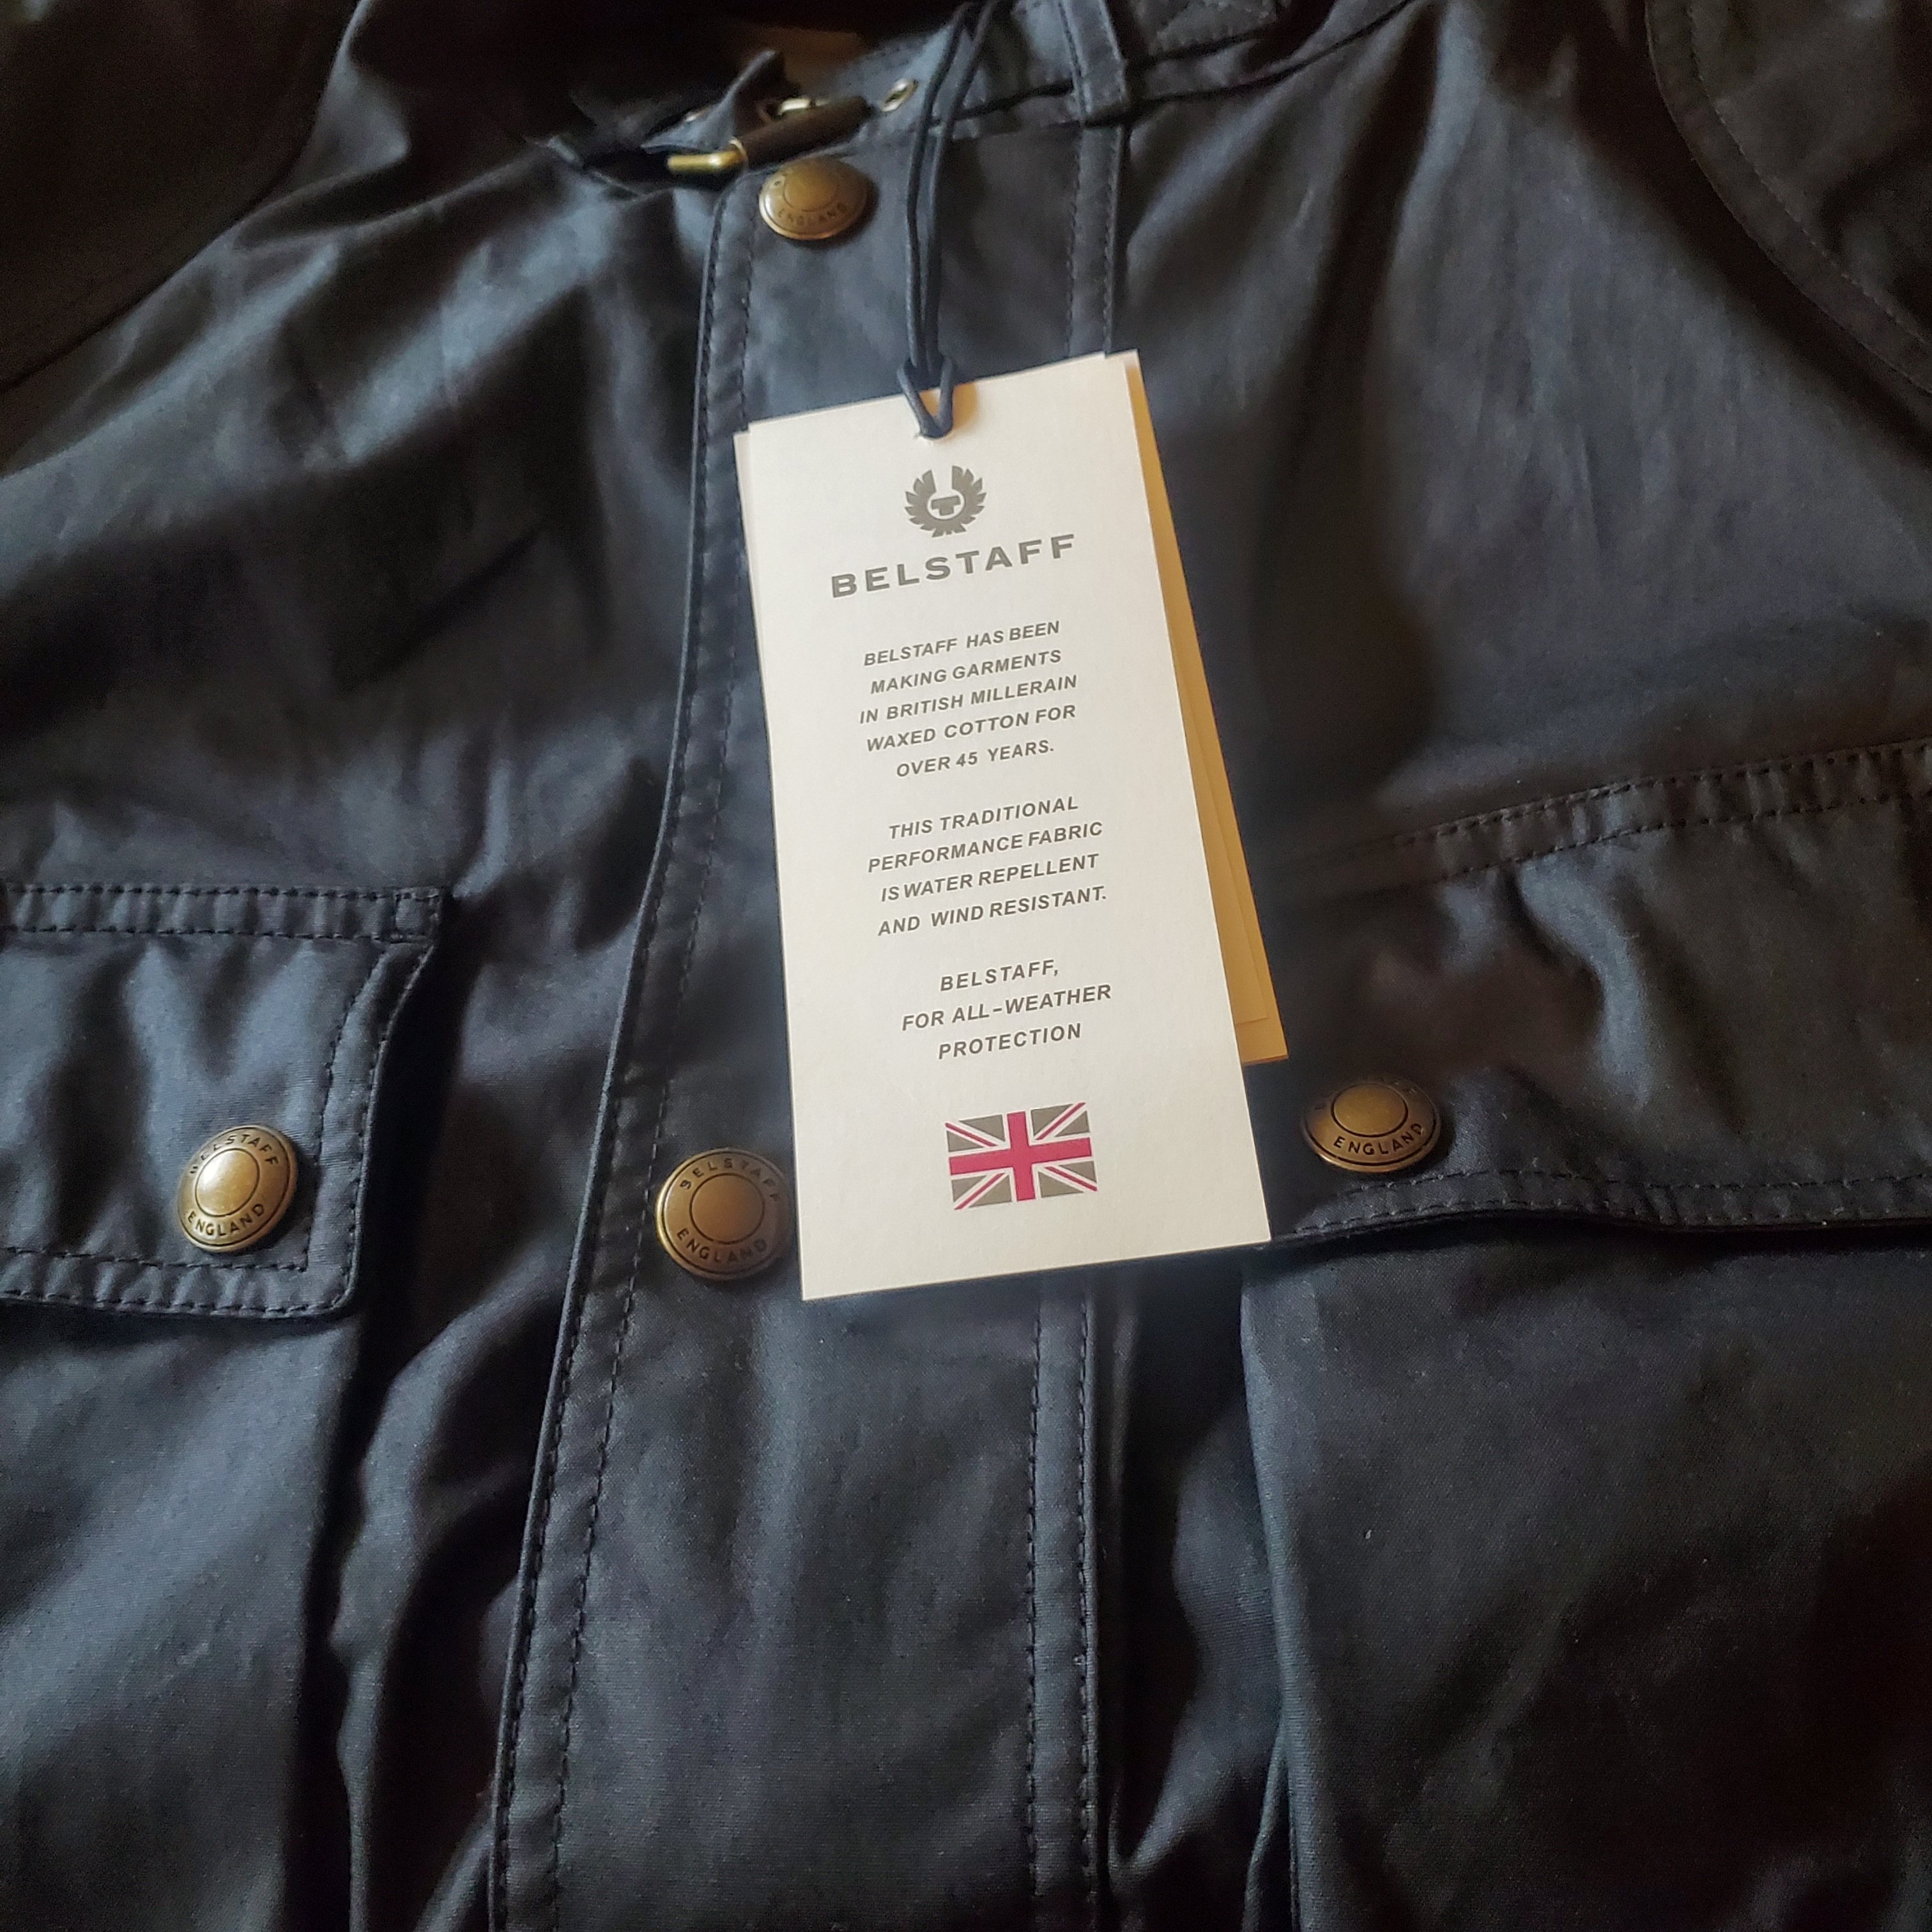 ENGLAND
BELSTAFF
BELSTAFF HAS BEEN
MAKING GARMENTS
IN BRITISH MILLERAIN
WAXED COTTON FOR
OVER 45 YEARS.
THIS TRADITIONAL
PERFORMANCE FABRIC
IS WATER REPELLENT
AND WIND RESISTANT.
BELSTAFF,
FOR ALL-WEATHER
PROTECTION
BELSTAFF
ENGLAND
BELSTAFF
ENGLAND
ENGLAND